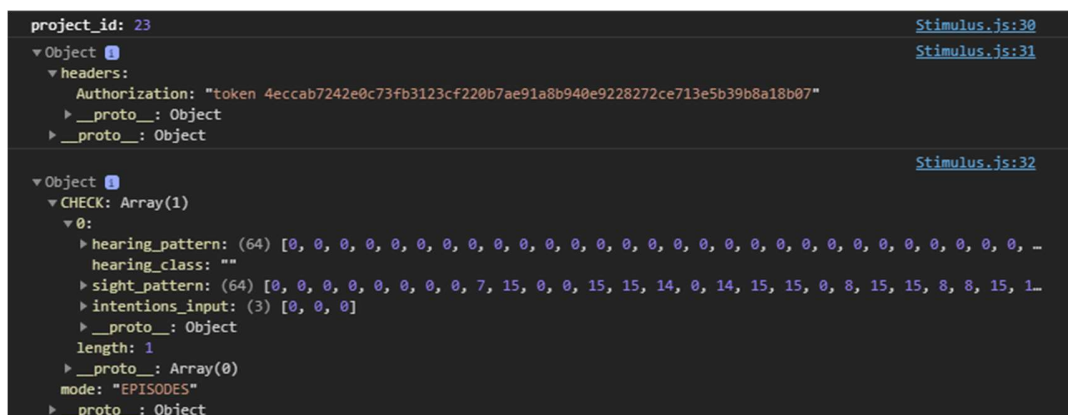 project_id: 23 Stimulus.js:30
▼Object i Stimulus.js:31
▼headers:
Authorization: "token 4eccab7242e0c73fb3123cf220b7ae91a8b940e9228272ce713e5b39b8a18b07"
▶__proto__: Object
▶__proto__: Object
Stimulus.js:32
▼Object i
▼CHECK: Array(1)
▼0:
▶hearing_pattern: (64) [0, 0, 0, 0, 0, 0, 0, 0, 0, 0, 0, 0, 0, 0, 0, 0, 0, 0, 0, 0, 0, 0, 0, 0, 0, 0, 0, 0, 0, …
hearing_class: ""
▶sight_pattern: (64) [0, 0, 0, 0, 0, 0, 0, 0, 7, 15, 0, 0, 15, 15, 14, 0, 14, 15, 15, 0, 8, 15, 15, 8, 8, 15, 1…
▶intentions_input: (3) [0, 0, 0]
▶__proto__: Object
length: 1
▶__proto__: Array(0)
mode: "EPISODES"
▶__proto__: Object